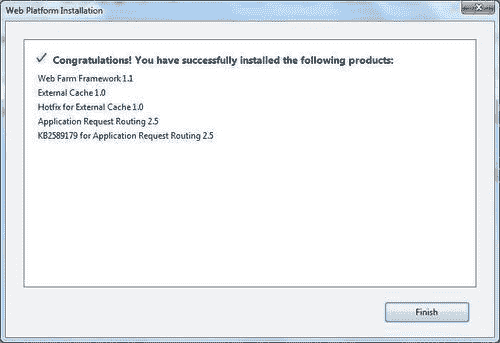 Web Platform Installation
Congratulations! You have successfully installed the following products:
Web Farm Framework 1.1
External Cache 1.0
Hotfix for External Cache 1.0
Application Request Routing 2.5
KB2589179 for Application Request Routing 2.5
Finish